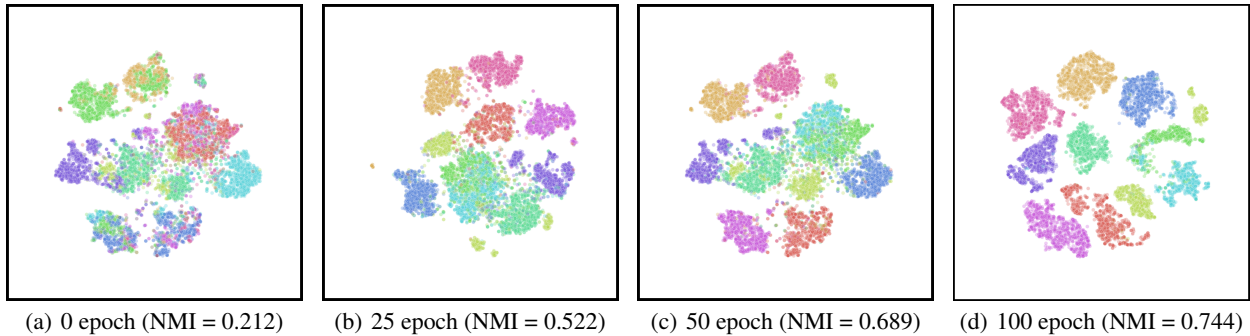 (a) 0 epoch (NMI = 0.212)
(b) 25 epoch (NMI = 0.522)
(c) 50 epoch (NMI = 0.689)
(d) 100 epoch (NMI = 0.744)